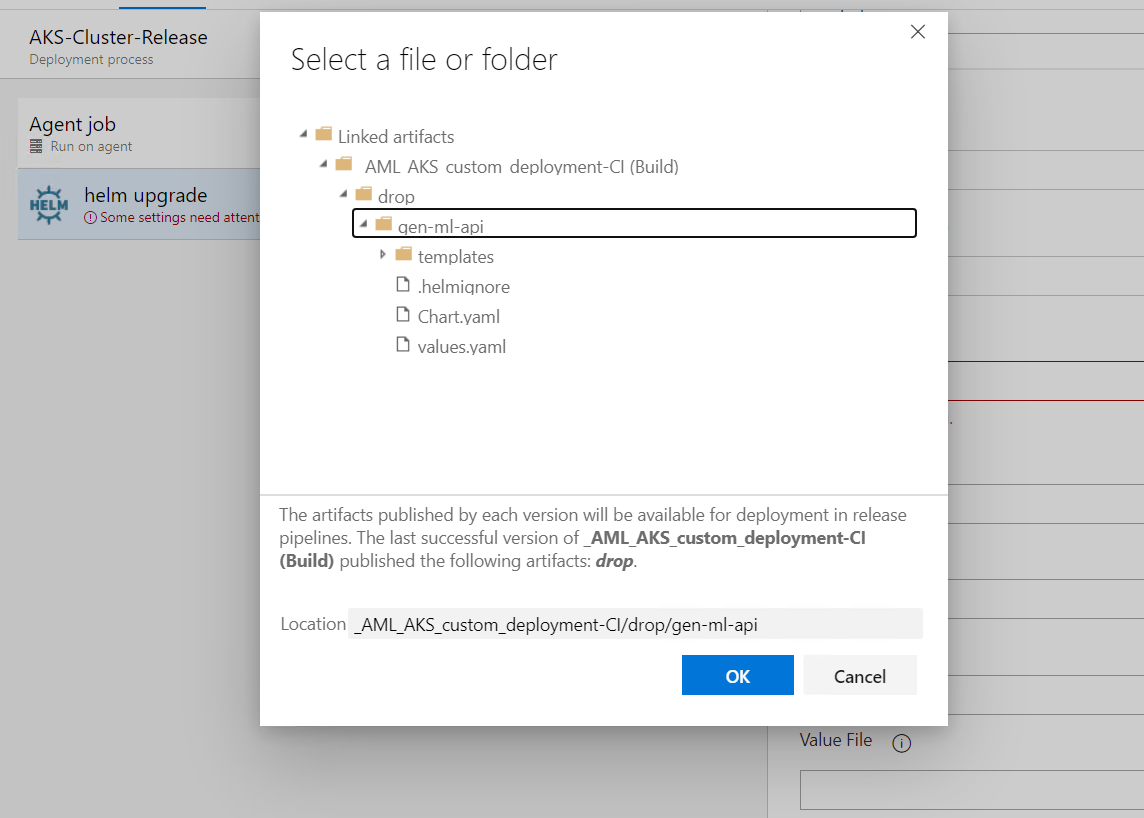 AKS-Cluster-Release
Deployment process
Agent job
Run on agent
HELM
helm upgrade
Some settings need attent
Select a file or folder
Linked artifacts
_AML_AKS_custom_deployment-CI (Build)
drop
gen-ml-api
templates
.helmignore
Chart.yaml
values.yaml
The artifacts published by each version will be available for deployment in release
pipelines. The last successful version of _AML_AKS_custom_deployment-CI
(Build) published the following artifacts: drop.
Location _AML_AKS_custom_deployment-CI/drop/gen-ml-api
OK
Cancel
Value File